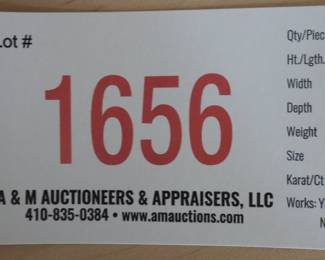 Lot #
1656
A & M AUCTIONEERS & APPRAISERS, LLC
410-835-0384 • www.amauctions.com
Qty/Piec
Ht./Lgth.
Width
Depth
Weight
Size
Karat/Ct.
Works: Y
N